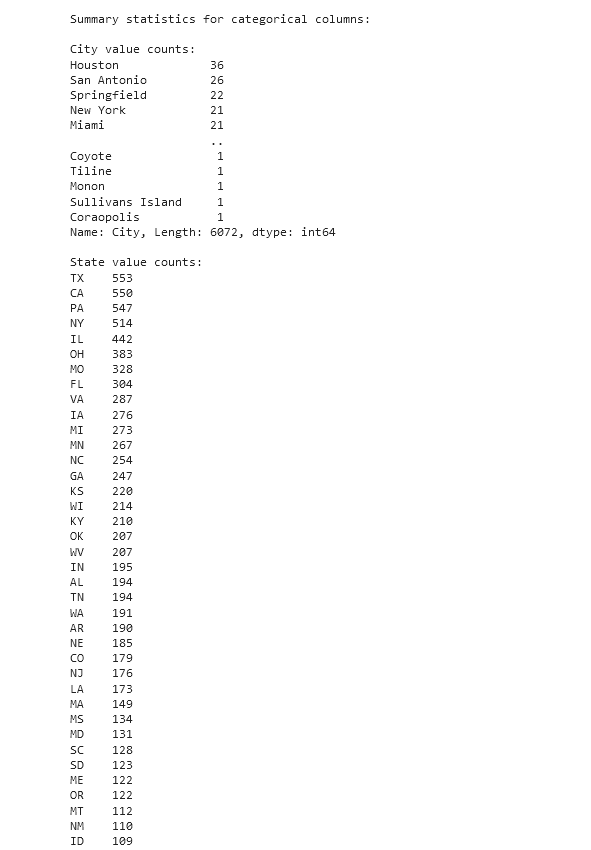 Summary statistics for categorical columns:
City value counts:
Houston 36
San Antonio 26
Springfield 22
New York 21
Miami 21
..
Coyote 1
Tiline 1
Monon 1
Sullivans Island 1
Coraopolis 1
Name: City, Length: 6072, dtype: int64
State value counts:
TX 553
CA 550
PA 547
NY 514
IL 442
OH 383
MO 328
FL 304
VA 287
IA 276
MI 273
MN 267
NC 254
GA 247
KS 220
WI 214
KY 210
OK 207
WV 207
IN 195
AL 194
TN 194
WA 191
AR 190
NE 185
CO 179
NJ 176
LA 173
MA 149
MS 134
MD 131
SC 128
SD 123
ME 122
OR 122
MT 112
NM 110
ID 109